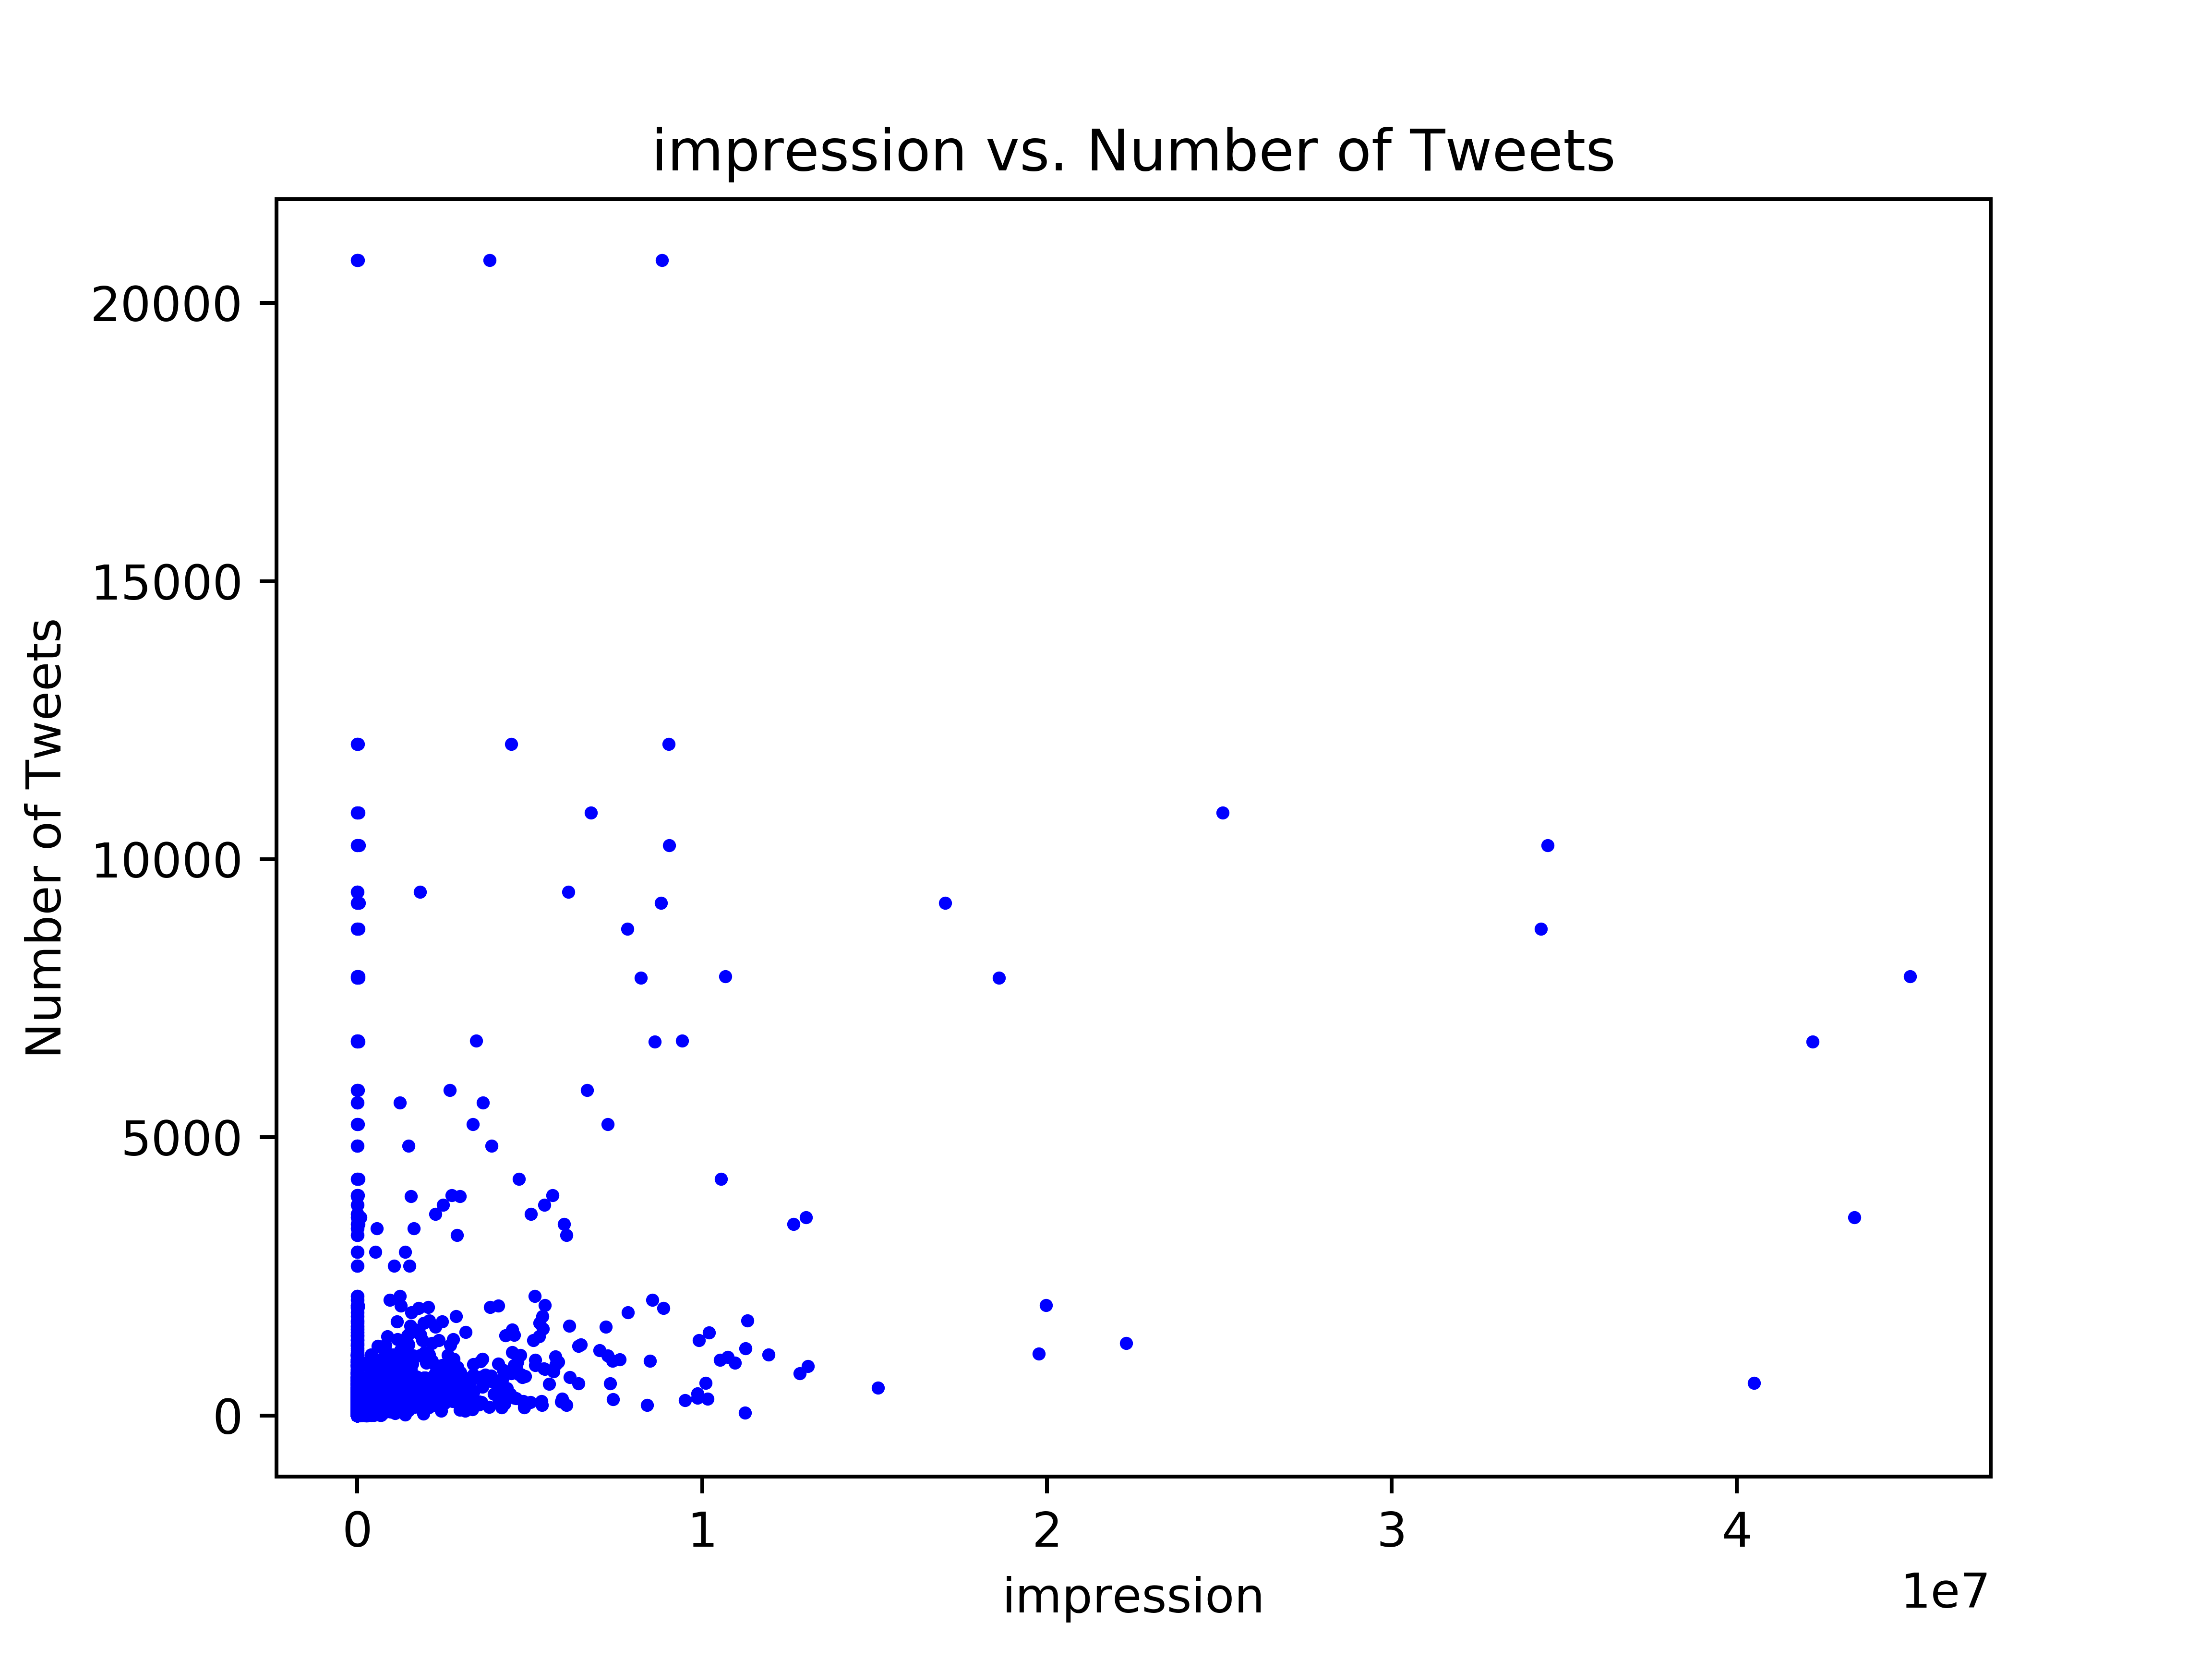 impression vs. Number of Tweets
Number of Tweets
20000
15000
10000
5000
0
0 1 2 3 4
impression
1e7